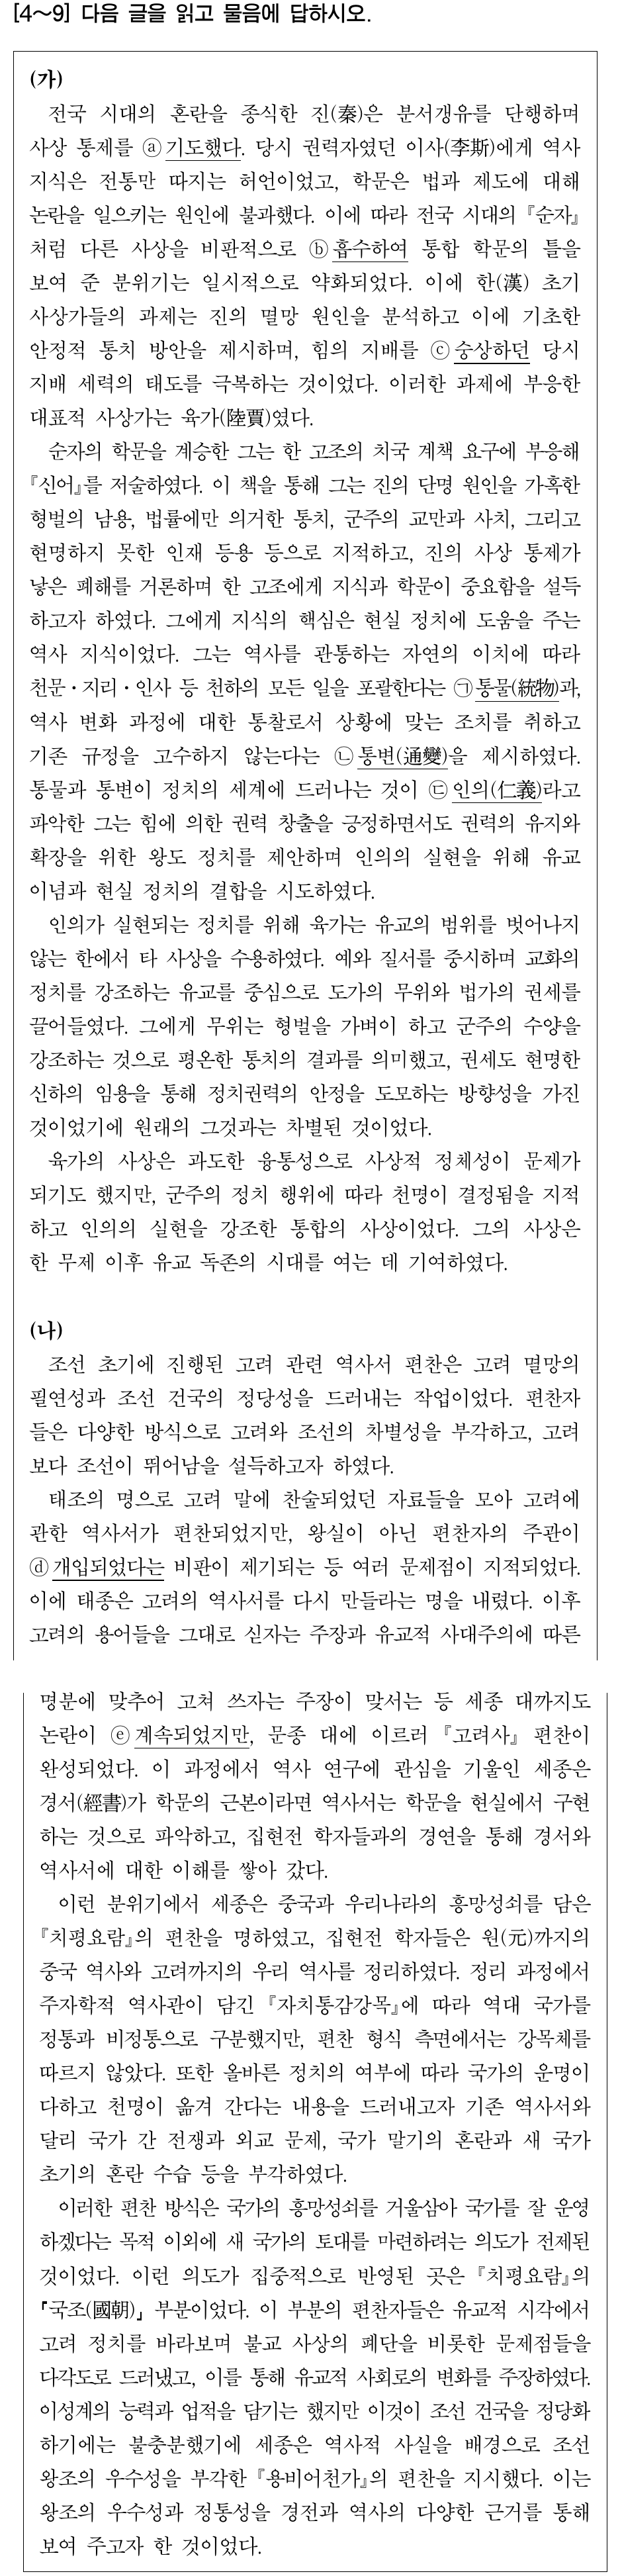 [4～9] 다음 글을 읽고 물음에 답하시오.
(가)
전국 시대의 혼란을 종식한 진(秦)은 분서갱유를 단행하며
사상 통제를 ⓐ기도했다. 당시 권력자였던 이사(李斯)에게 역사
지식은 전통만 따지는 허언이었고, 학문은 법과 제도에 대해
논란을 일으키는 원인에 불과했다. 이에 따라 전국 시대의 『순자』
처럼 다른 사상을 비판적으로 ⓑ흡수하여 통합 학문의 틀을
보여 준 분위기는 일시적으로 약화되었다. 이에 한(漢) 초기
사상가들의 과제는 진의 멸망 원인을 분석하고 이에 기초한
안정적 통치 방안을 제시하며, 힘의 지배를 ⓒ숭상하던 당시
지배 세력의 태도를 극복하는 것이었다. 이러한 과제에 부응한
대표적 사상가는 육가(陸賈)였다.
순자의 학문을 계승한 그는 한 고조의 치국 계책 요구에 부응해
『신어』를 저술하였다. 이 책을 통해 그는 진의 단명 원인을 가혹한
형벌의 남용, 법률에만 의거한 통치, 군주의 교만과 사치, 그리고
현명하지 못한 인재 등용 등으로 지적하고, 진의 사상 통제가
낳은 폐해를 거론하며 한 고조에게 지식과 학문이 중요함을 설득
하고자 하였다. 그에게 지식의 핵심은 현실 정치에 도움을 주는
역사 지식이었다. 그는 역사를 관통하는 자연의 이치에 따라
천문·지리·인사 등 천하의 모든 일을 포괄한다는 ㉠통물(統物)과,
역사 변화 과정에 대한 통찰로서 상황에 맞는 조치를 취하고
기존 규정을 고수하지 않는다는 ㉡통변(通變)을 제시하였다.
통물과 통변이 정치의 세계에 드러나는 것이 ㉢인의(仁義)라고
파악한 그는 힘에 의한 권력 창출을 긍정하면서도 권력의 유지와
확장을 위한 왕도 정치를 제안하며 인의의 실현을 위해 유교
이념과 현실 정치의 결합을 시도하였다.
인의가 실현되는 정치를 위해 육가는 유교의 범위를 벗어나지
않는 한에서 타 사상을 수용하였다. 예와 질서를 중시하며 교화의
정치를 강조하는 유교를 중심으로 도가의 무위와 법가의 권세를
끌어들였다. 그에게 무위는 형벌을 가벼이 하고 군주의 수양을
강조하는 것으로 평온한 통치의 결과를 의미했고, 권세도 현명한
신하의 임용을 통해 정치권력의 안정을 도모하는 방향성을 가진
것이었기에 원래의 그것과는 차별된 것이었다.
육가의 사상은 과도한 융통성으로 사상적 정체성이 문제가
되기도 했지만, 군주의 정치 행위에 따라 천명이 결정됨을 지적
하고 인의의 실현을 강조한 통합의 사상이었다. 그의 사상은
한 무제 이후 유교 독존의 시대를 여는 데 기여하였다.
(나)
조선 초기에 진행된 고려 관련 역사서 편찬은 고려 멸망의
필연성과 조선 건국의 정당성을 드러내는 작업이었다. 편찬자
들은 다양한 방식으로 고려와 조선의 차별성을 부각하고, 고려
보다 조선이 뛰어남을 설득하고자 하였다.
태조의 명으로 고려 말에 찬술되었던 자료들을 모아 고려에
관한 역사서가 편찬되었지만, 왕실이 아닌 편찬자의 주관이
ⓓ개입되었다는 비판이 제기되는 등 여러 문제점이 지적되었다.
이에 태종은 고려의 역사서를 다시 만들라는 명을 내렸다. 이후
고려의 용어들을 그대로 싣자는 주장과 유교적 사대주의에 따른
명분에 맞추어 고쳐 쓰자는 주장이 맞서는 등 세종 대까지도
논란이 ⓔ계속되었지만, 문종 대에 이르러 『고려사』 편찬이
완성되었다. 이 과정에서 역사 연구에 관심을 기울인 세종은
경서(經書)가 학문의 근본이라면 역사서는 학문을 현실에서 구현
하는 것으로 파악하고, 집현전 학자들과의 경연을 통해 경서와
역사서에 대한 이해를 쌓아 갔다.
이런 분위기에서 세종은 중국과 우리나라의 흥망성쇠를 담은
『치평요람』의 편찬을 명하였고, 집현전 학자들은 원(元)까지의
중국 역사와 고려까지의 우리 역사를 정리하였다. 정리 과정에서
주자학적 역사관이 담긴 『자치통감강목』에 따라 역대 국가를
정통과 비정통으로 구분했지만, 편찬 형식 측면에서는 강목체를
따르지 않았다. 또한 올바른 정치의 여부에 따라 국가의 운명이
다하고 천명이 옮겨 간다는 내용을 드러내고자 기존 역사서와
달리 국가 간 전쟁과 외교 문제, 국가 말기의 혼란과 새 국가
초기의 혼란 수습 등을 부각하였다.
이러한 편찬 방식은 국가의 흥망성쇠를 거울삼아 국가를 잘 운영
하겠다는 목적 이외에 새 국가의 토대를 마련하려는 의도가 전제된
것이었다. 이런 의도가 집중적으로 반영된 곳은 『치평요람』의
「국조(國朝)」 부분이었다. 이 부분의 편찬자들은 유교적 시각에서
고려 정치를 바라보며 불교 사상의 폐단을 비롯한 문제점들을
다각도로 드러냈고, 이를 통해 유교적 사회로의 변화를 주장하였다.
이성계의 능력과 업적을 담기는 했지만 이것이 조선 건국을 정당화
하기에는 불충분했기에 세종은 역사적 사실을 배경으로 조선
왕조의 우수성을 부각한 『용비어천가』의 편찬을 지시했다. 이는
왕조의 우수성과 정통성을 경전과 역사의 다양한 근거를 통해
보여 주고자 한 것이었다.